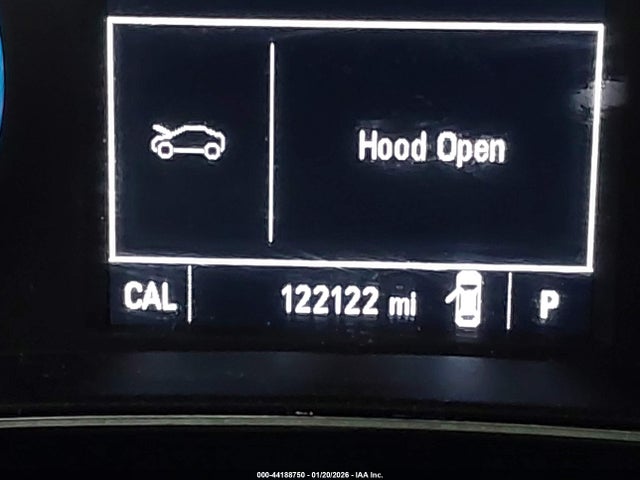 Hood Open
CAL 122122 mi P
000-44188750 - 01/20/2026 - IAA Inc.